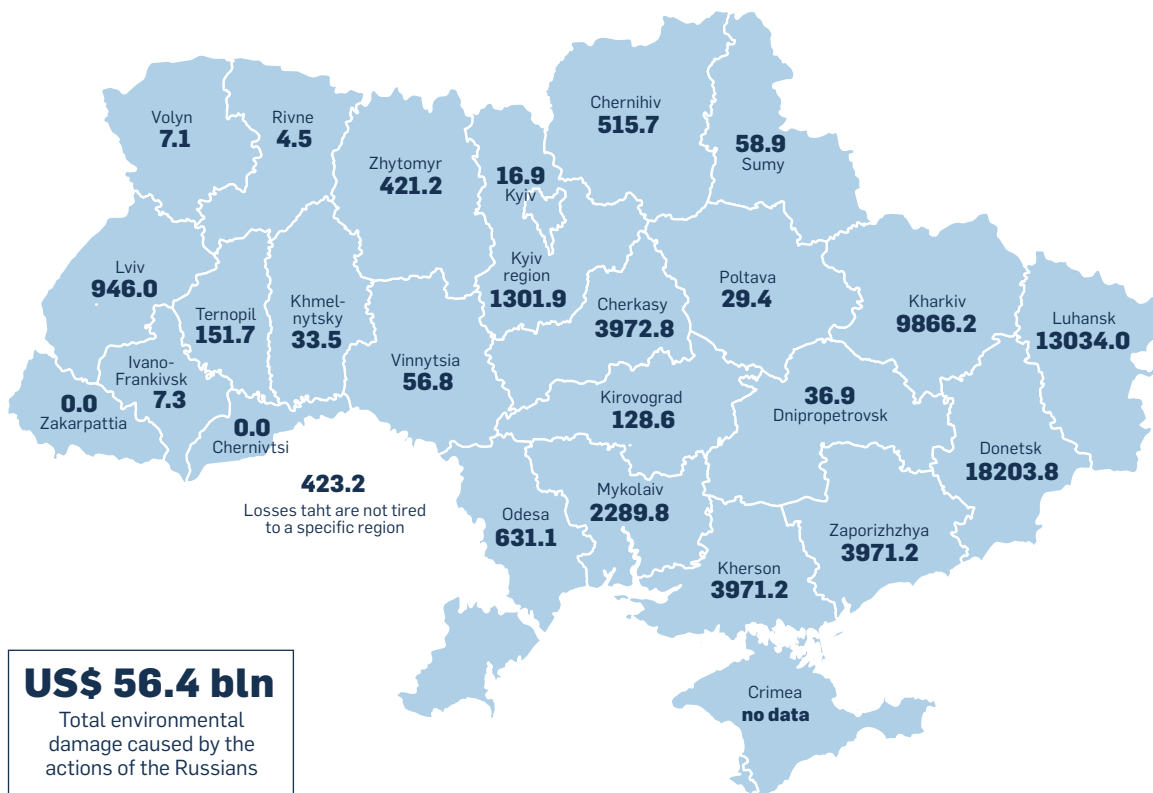 Volyn
7.1
Rivne
4.5
Zhytomyr
421.2
16.9
Kyiv
Chernihiv
515.7
58.9
Sumy
Lviv
946.0
Ternopil
151.7
Khmel-
nytsky
33.5
Kyiv
region
1301.9
Cherkasy
3972.8
Poltava
29.4
Kharkiv
9866.2
Luhansk
13034.0
Ivano-
Frankivsk
7.3
Vinnytsia
56.8
0.0
Zakarpattia
0.0
Chernivtsi
Kirovograd
128.6
36.9
Dnipropetrovsk
Donetsk
18203.8
423.2
Losses taht are not tired
to a specific region
Odesa
631.1
Mykolaiv
2289.8
Zaporizhzhya
3971.2
Kherson
3971.2
Crimea
no data
US$ 56.4 bln
Total environmental
damage caused by the
actions of the Russians